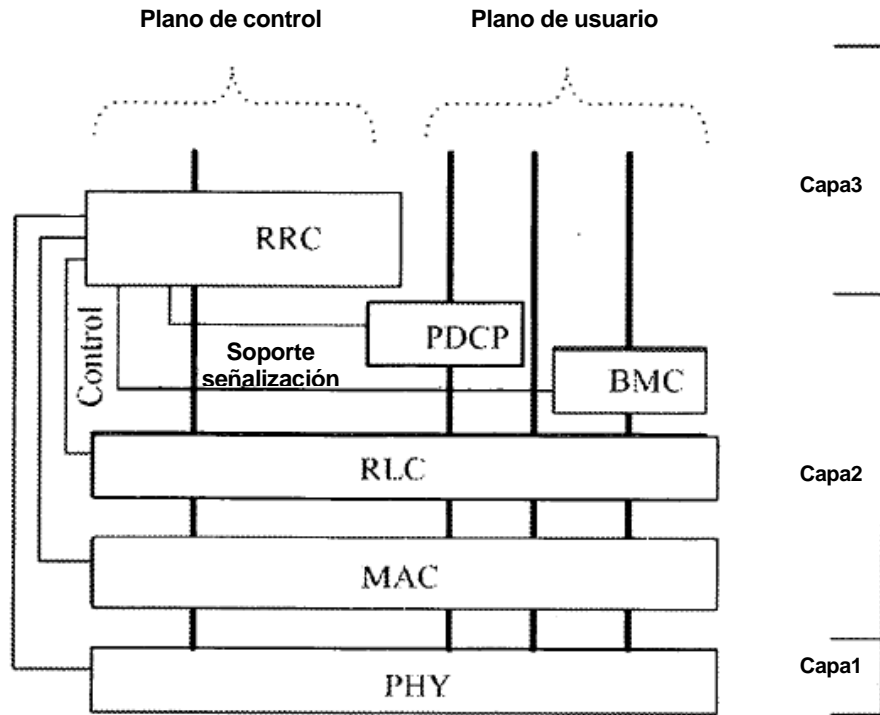 Plano de control
Plano de usuario
Capa3
RRC
Control
PDCP
Soporte
señalización
BMC
RLC
Capa2
MAC
Capa1
PHY